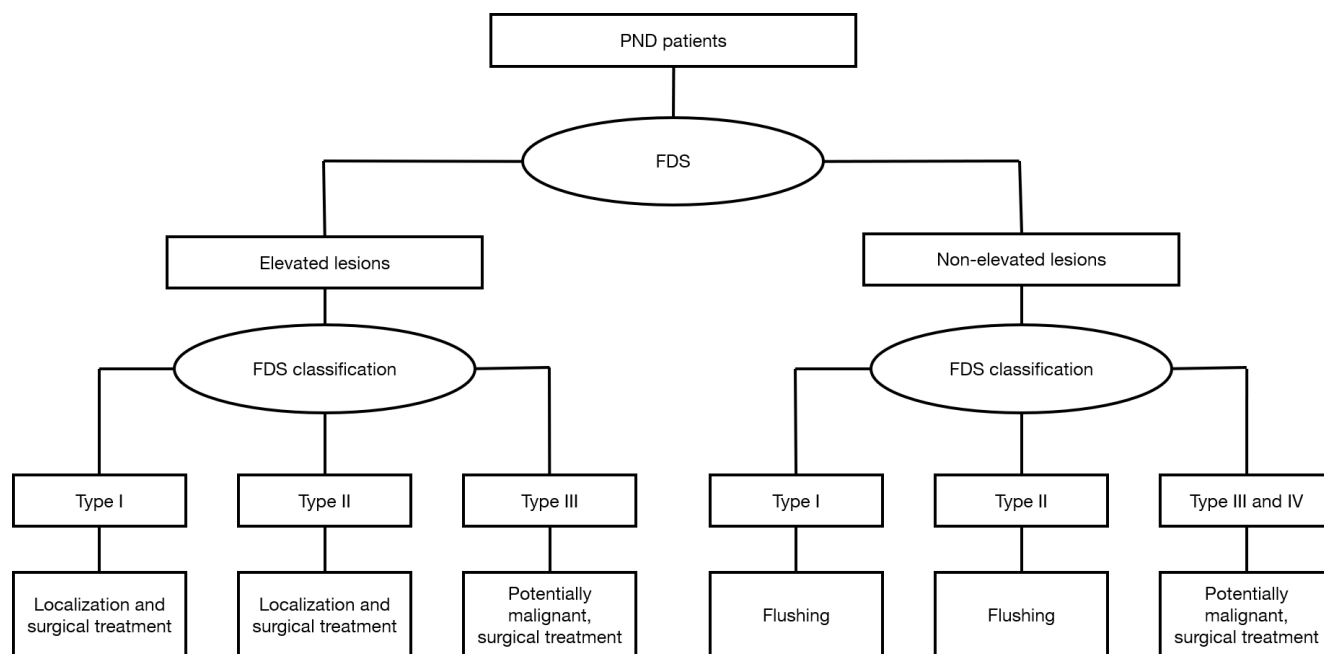 PND patients
FDS
Elevated lesions
Non-elevated lesions
FDS classification
FDS classification
Type I
Type II
Type III
Type I
Type II
Type III and IV
Localization and
surgical treatment
Localization and
surgical treatment
Potentially
malignant,
surgical treatment
Flushing
Flushing
Potentially
malignant,
surgical treatment